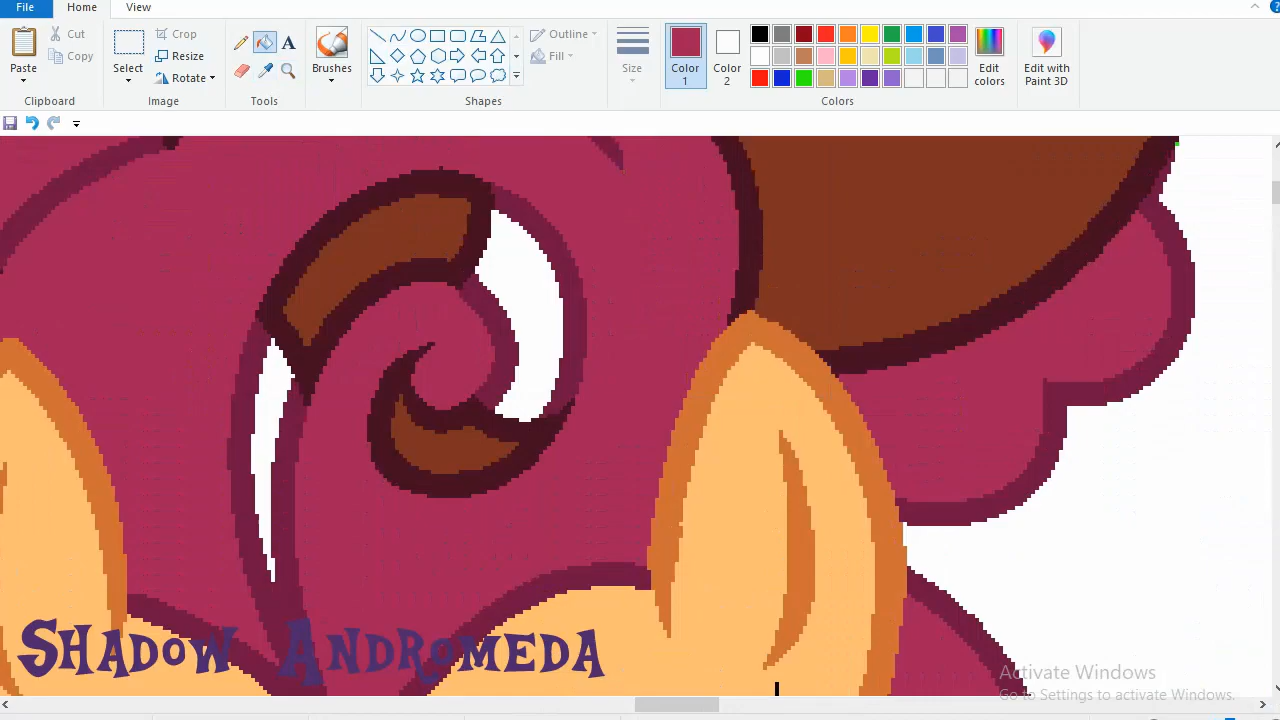 File Home View
Paste Cut Copy
Clipboard
Select Crop Resize Rotate
Image
A
Tools
Brushes
Shapes
Outline
Fill
Size
Color 1
Color 2
Edit colors
Colors
Edit with Paint 3D
Shadow Andromeda
Activate Windows
Go to Settings to activate Windows.